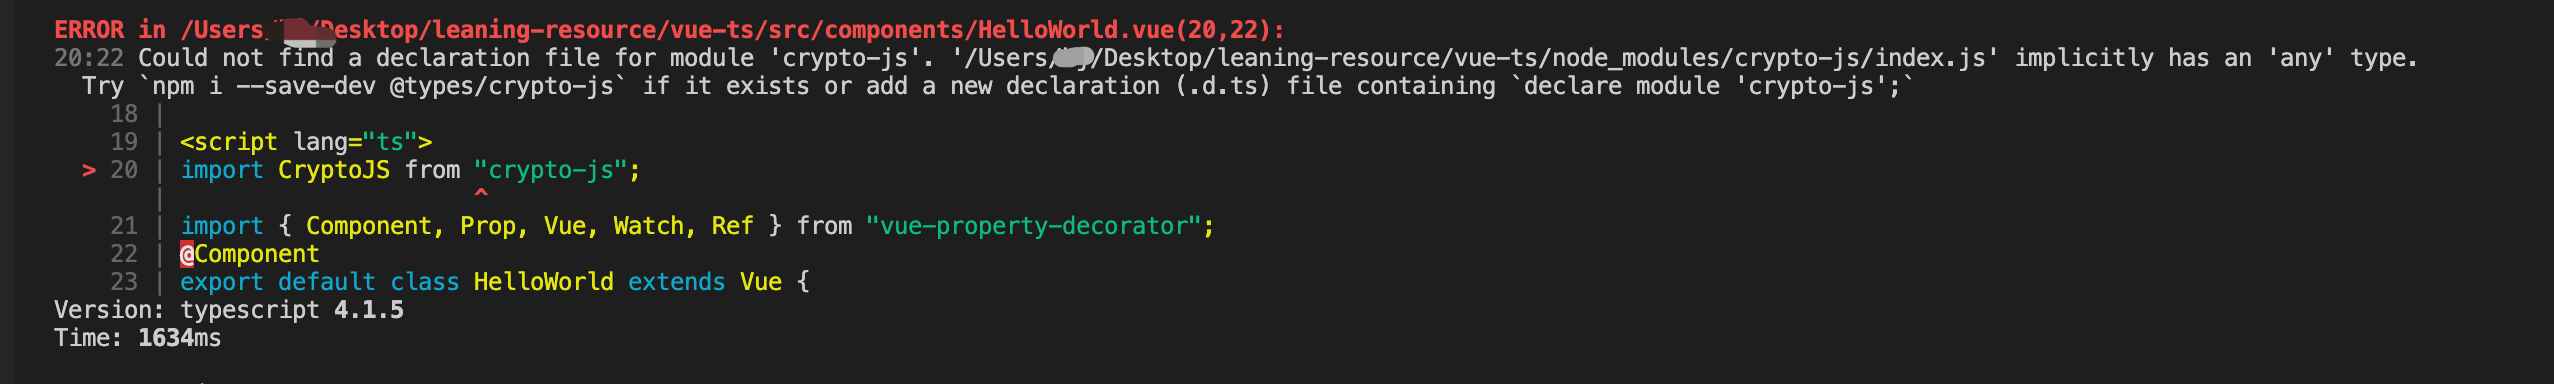 ERROR in /Users/ Desktop/leaning-resource/vue-ts/src/components/HelloWorld.vue(20,22):
20:22 Could not find a declaration file for module 'crypto-js'. '/Users/ /Desktop/leaning-resource/vue-ts/node_modules/crypto-js/index.js' implicitly has an 'any' type.
  Try `npm i --save-dev @types/crypto-js` if it exists or add a new declaration (.d.ts) file containing `declare module 'crypto-js';`
    18 |
    19 | <script lang="ts">
  > 20 | import CryptoJS from "crypto-js";
       |                      ^
    21 | import { Component, Prop, Vue, Watch, Ref } from "vue-property-decorator";
    22 | @Component
    23 | export default class HelloWorld extends Vue {
Version: typescript 4.1.5
Time: 1634ms